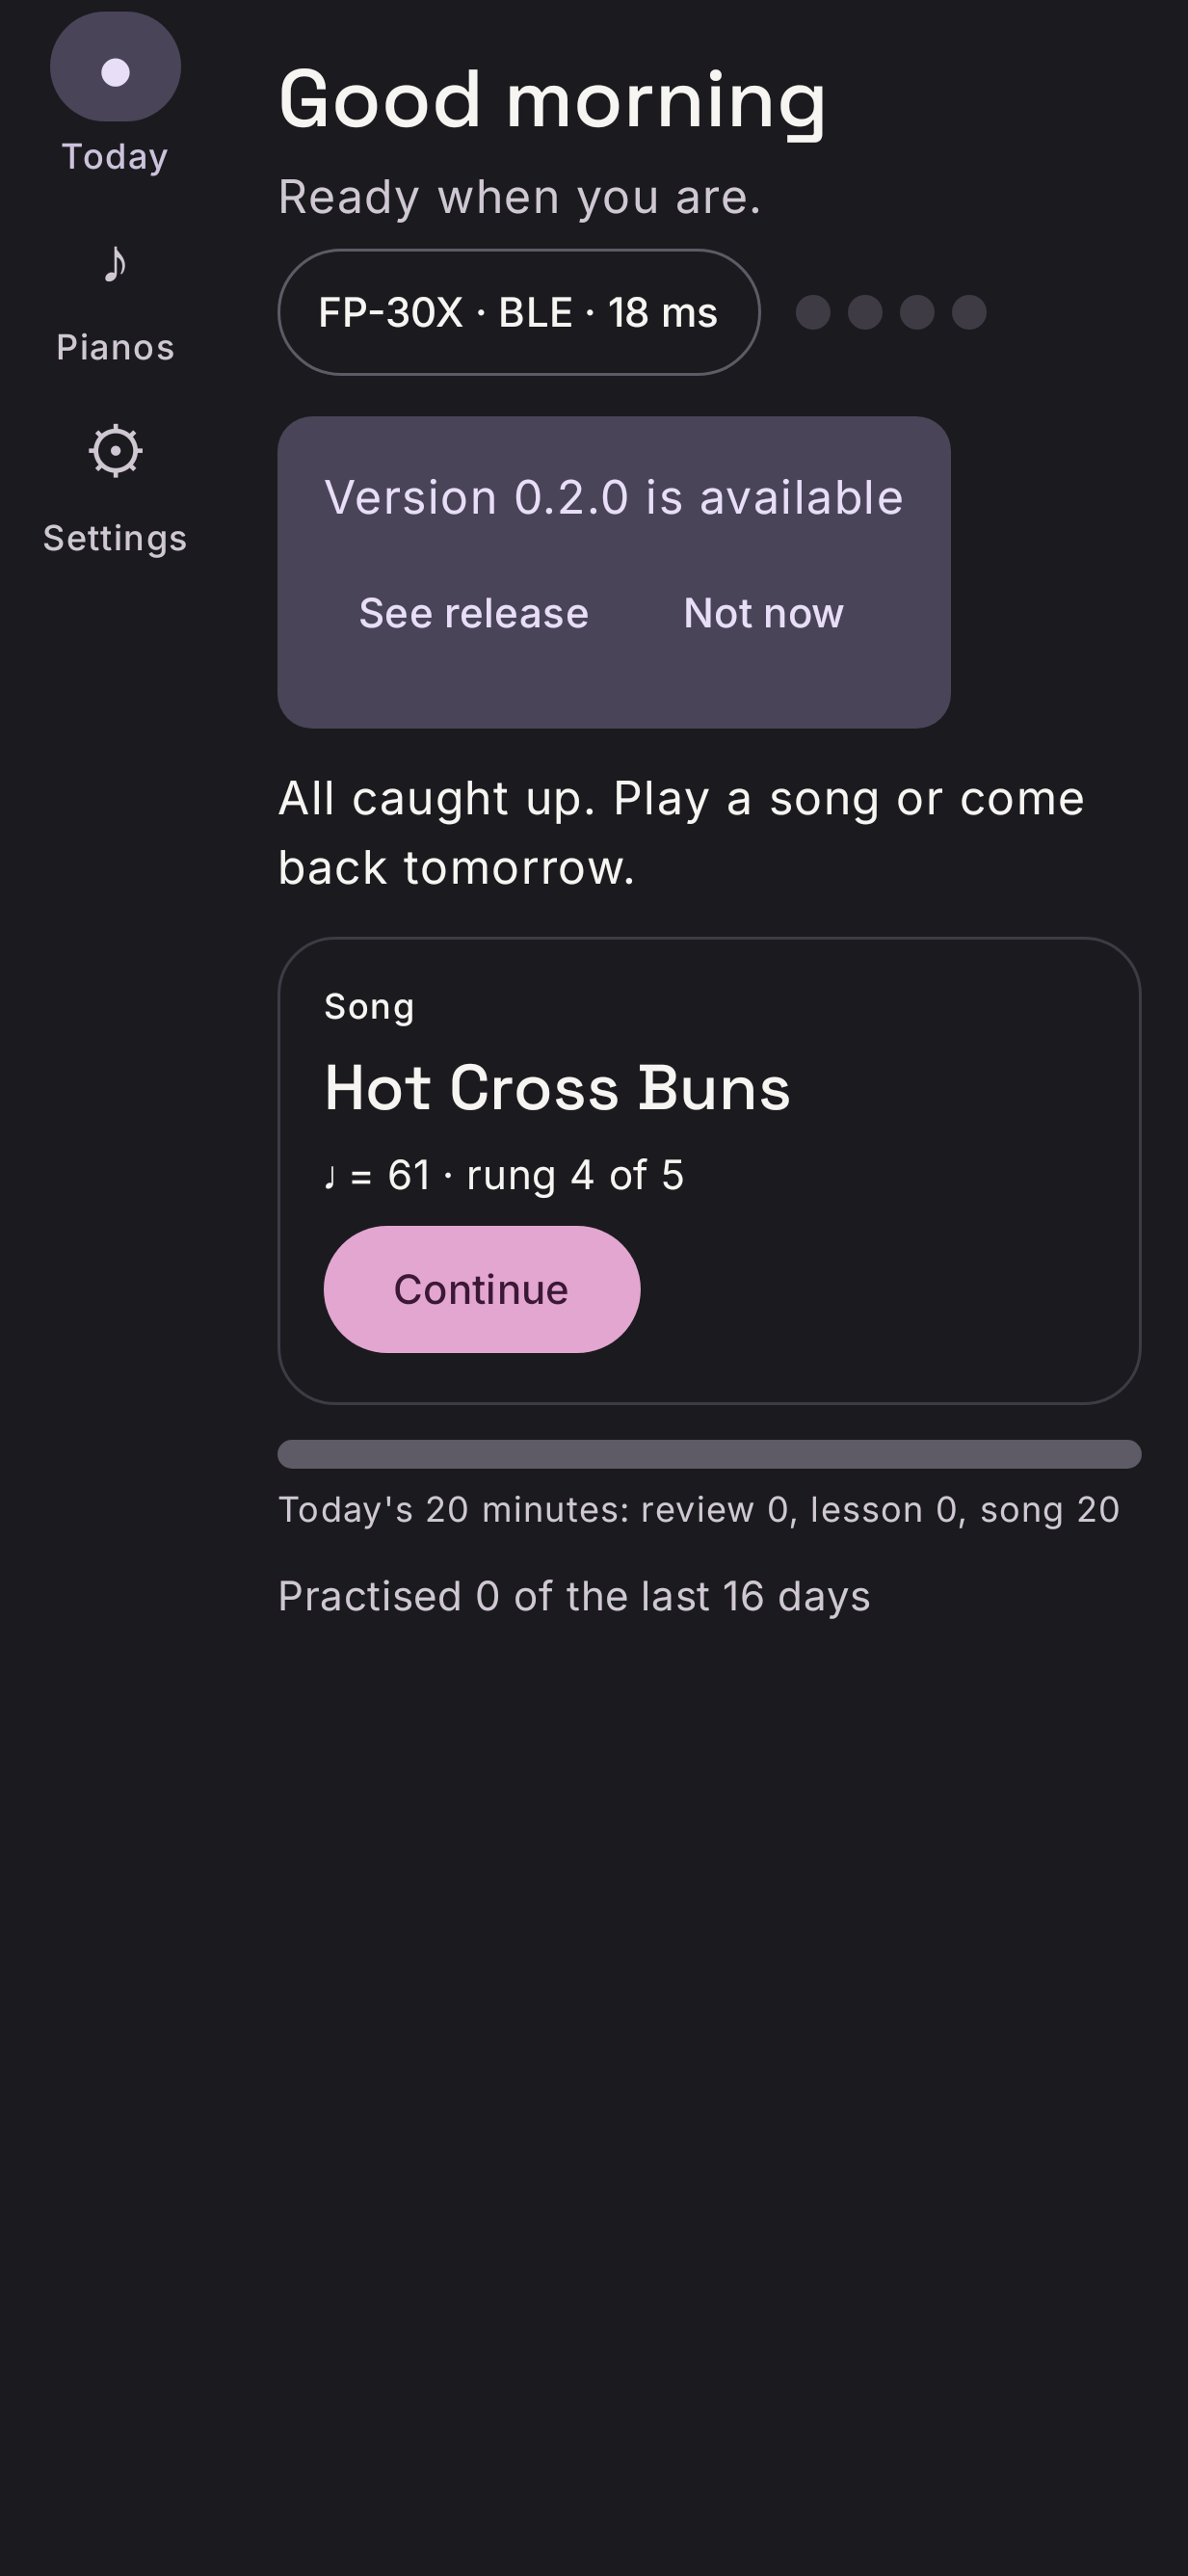 Today
♪
Pianos
⚙
Settings
Good morning
Ready when you are.
FP-30X · BLE · 18 ms
Version 0.2.0 is available
See release
Not now
All caught up. Play a song or come
back tomorrow.
Song
Hot Cross Buns
♩ = 61 · rung 4 of 5
Continue
Today's 20 minutes: review 0, lesson 0, song 20
Practised 0 of the last 16 days